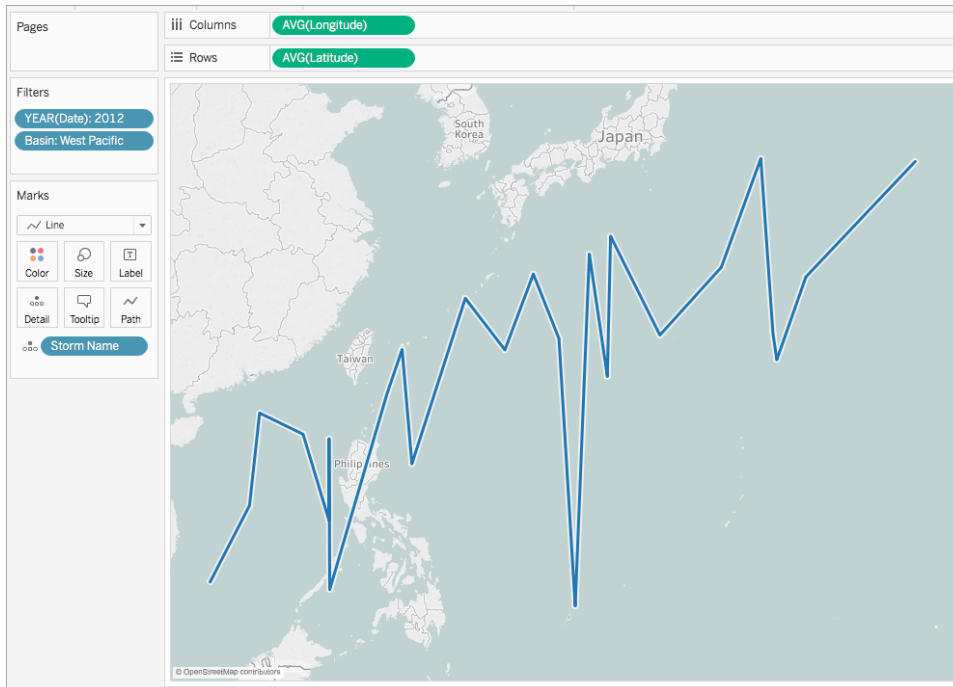 Pages
Columns
AVG(Longitude)
Rows
AVG(Latitude)
Filters
YEAR(Date): 2012
Basin: West Pacific
Marks
Line
Color
Size
Label
T
Detail
Tooltip
Path
Storm Name
South
Korea
Japan
Taiwan
Philippines
© OpenStreetMap contributors